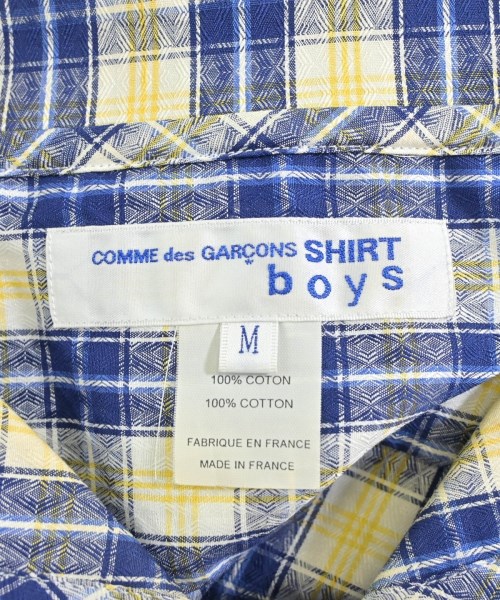 COMME des GARÇONS SHIRT
* boys
M
100% COTON
100% COTTON
FABRIQUE EN FRANCE
MADE IN FRANCE